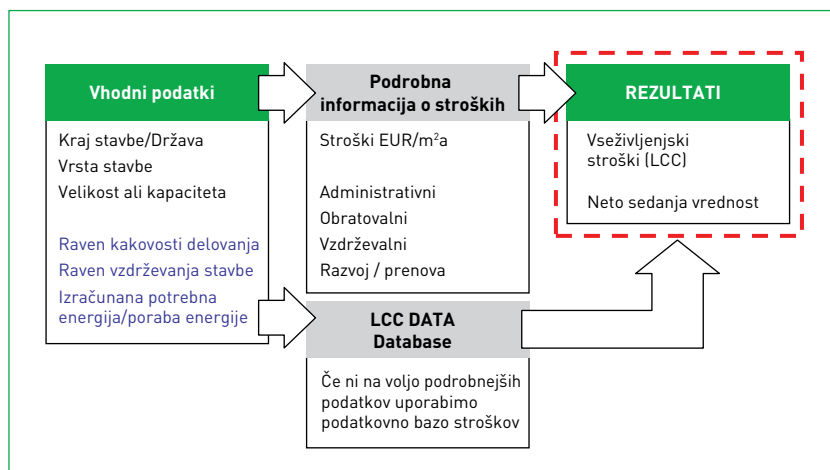 Vhodni podatki
Kraj stavbe/Država
Vrsta stavbe
Velikost ali kapaciteta
Raven kakovosti delovanja
Raven vzdrževanja stavbe
Izračunana potrebna
energija/poraba energije
Podrobna
informacija o stroških
Stroški EUR/m²a
Administrativni
Obratovalni
Vzdrževalni
Razvoj / prenova
LCC DATA
Database
Če ni na voljo podrobnejših
podatkov uporabimo
podatkovno bazo stroškov
REZULTATI
Vseživljenjski
stroški (LCC)
Neto sedanja vrednost